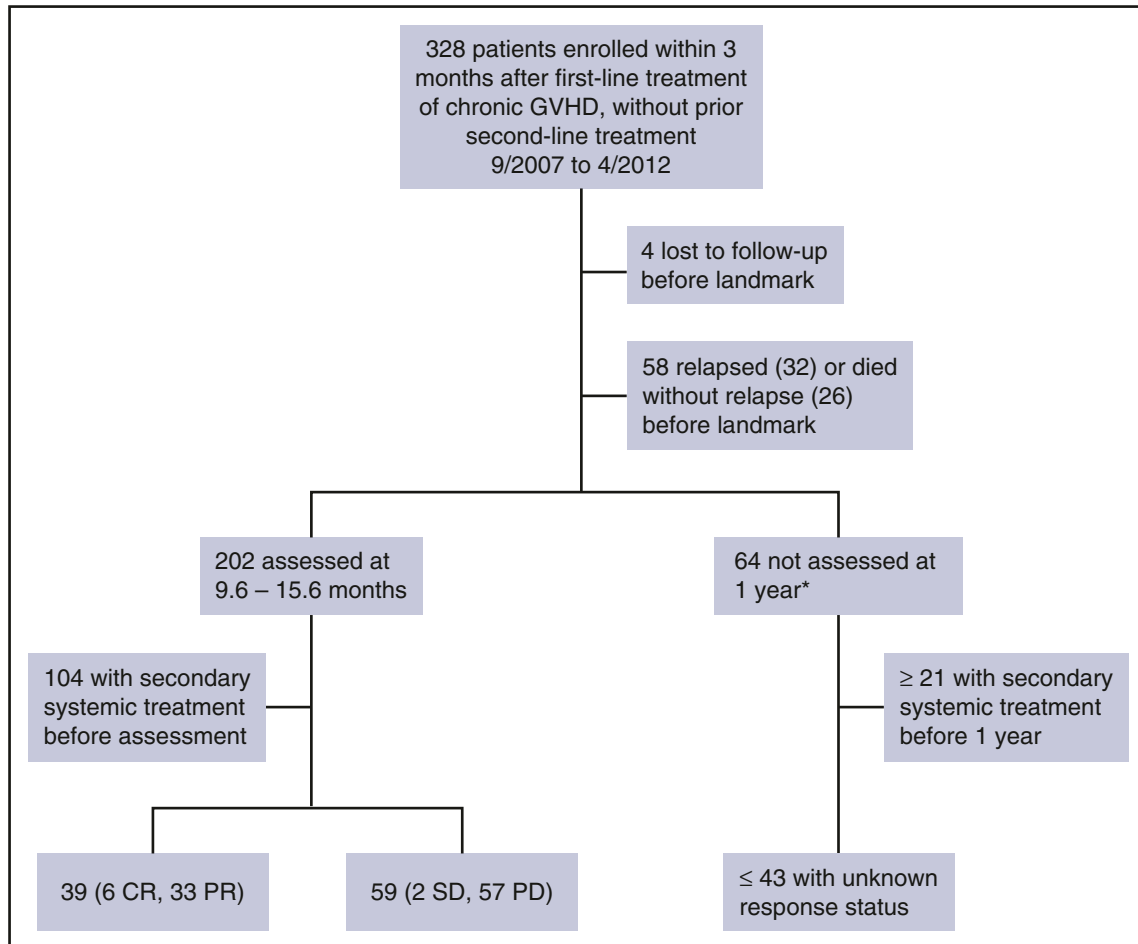 328 patients enrolled within 3
months after first-line treatment
of chronic GVHD, without prior
second-line treatment
9/2007 to 4/2012
4 lost to follow-up
before landmark
58 relapsed (32) or died
without relapse (26)
before landmark
202 assessed at
9.6 – 15.6 months
64 not assessed at
1 year*
104 with secondary
systemic treatment
before assessment
≥ 21 with secondary
systemic treatment
before 1 year
39 (6 CR, 33 PR)
59 (2 SD, 57 PD)
≤ 43 with unknown
response status